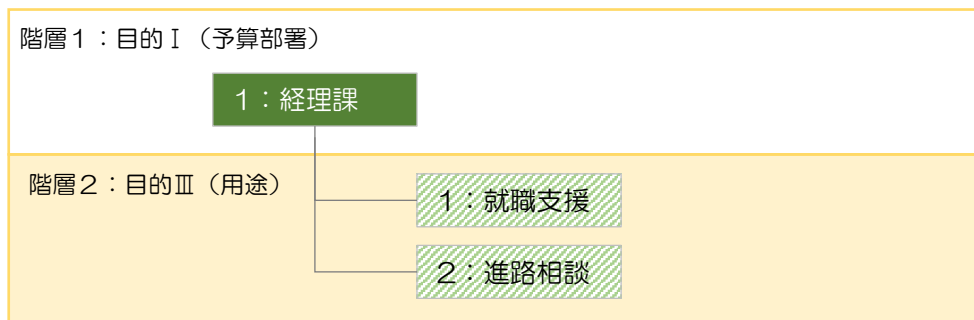 階層１：目的Ⅰ（予算部署）
１：経理課
階層２：目的Ⅲ（用途）
１：就職支援
２：進路相談